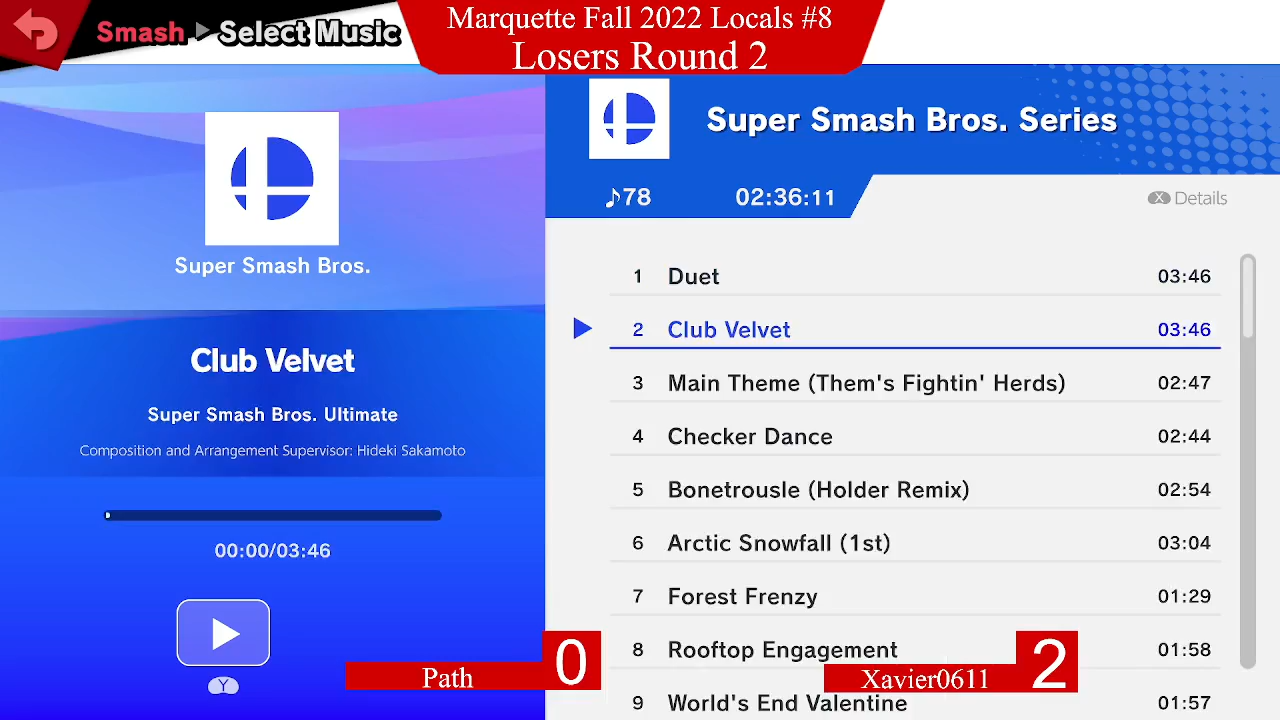 Smash ▶ Select Music
Marquette Fall 2022 Locals #8
Losers Round 2
Super Smash Bros.
Club Velvet
Super Smash Bros. Ultimate
Composition and Arrangement Supervisor: Hideki Sakamoto
00:00/03:46
Y
Super Smash Bros. Series
♪78 02:36:11
X Details
1 Duet 03:46
2 Club Velvet 03:46
3 Main Theme (Them's Fightin' Herds) 02:47
4 Checker Dance 02:44
5 Bonetrousle (Holder Remix) 02:54
6 Arctic Snowfall (1st) 03:04
7 Forest Frenzy 01:29
8 Rooftop Engagement 01:58
9 World's End Valentine 01:57
Path 0
Xavier0611 2